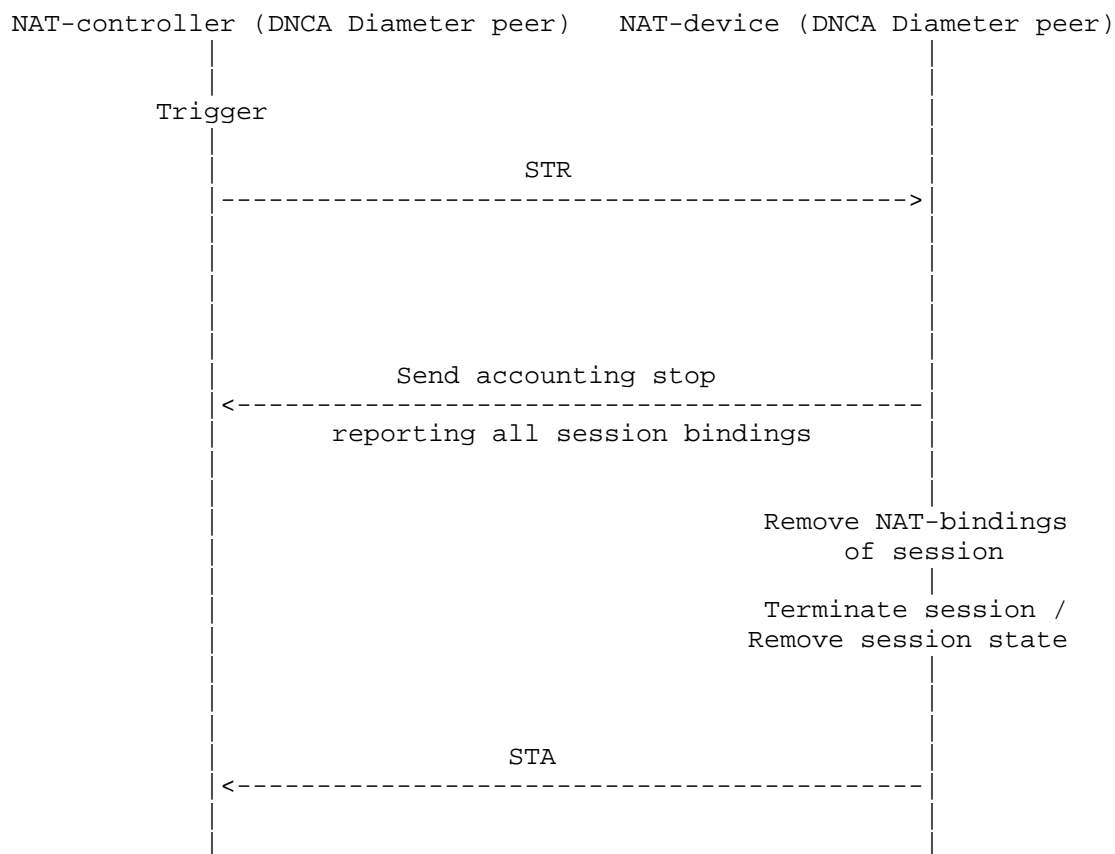 NAT-controller (DNCA Diameter peer)   NAT-device (DNCA Diameter peer)
Trigger
STR
Send accounting stop
reporting all session bindings
Remove NAT-bindings
of session
Terminate session /
Remove session state
STA